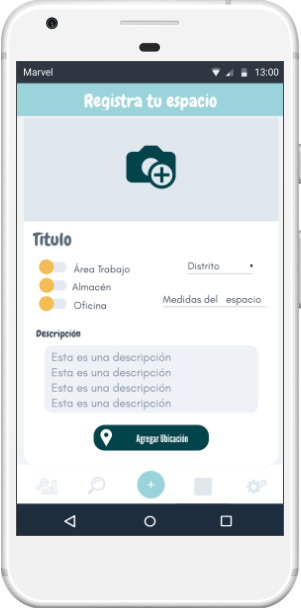 Marvel 13:00
Registra tu espacio
Titulo
Área Trabajo
Distrito
Almacén
Medidas del espacio
Oficina
Descripción
Esta es una descripción
Esta es una descripción
Esta es una descripción
Esta es una descripción
Agregar Ubicación